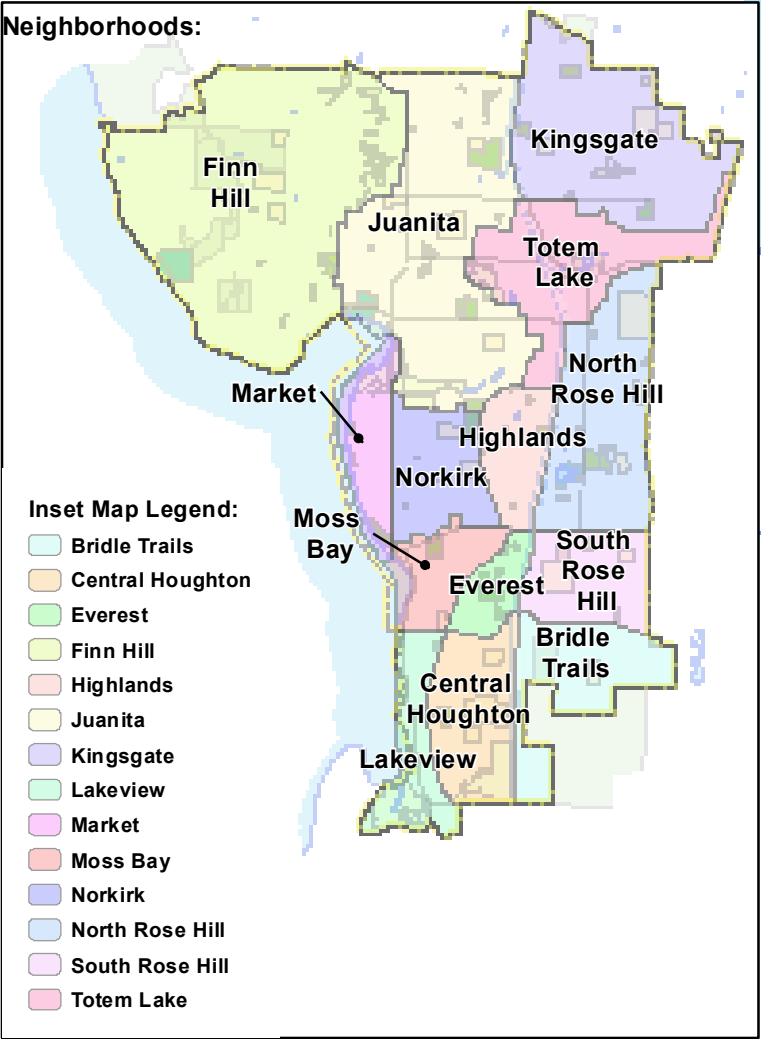 Neighborhoods:
Kingsgate
Finn
Hill
Juanita
Totem
Lake
North
Rose Hill
Market
Highlands
Norkirk
Moss
Bay
South
Rose
Hill
Everest
Bridle
Trails
Central
Houghton
Lakeview
Inset Map Legend:
Bridle Trails
Central Houghton
Everest
Finn Hill
Highlands
Juanita
Kingsgate
Lakeview
Market
Moss Bay
Norkirk
North Rose Hill
South Rose Hill
Totem Lake